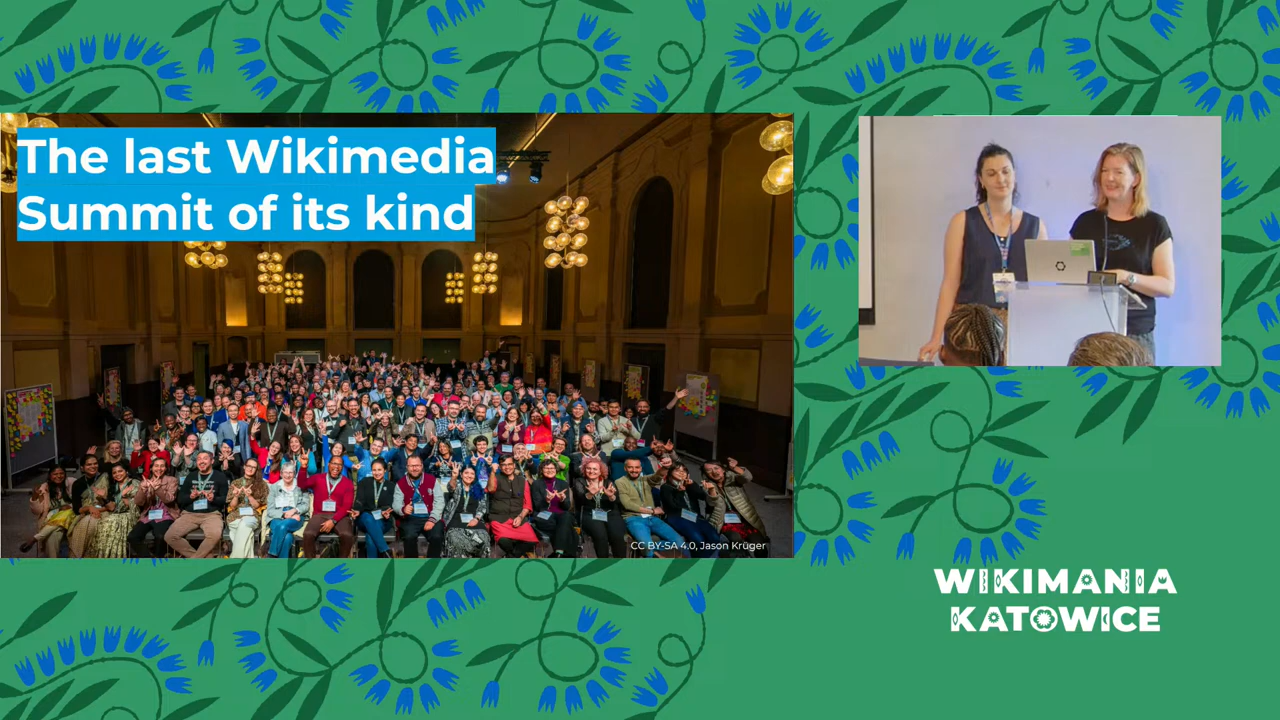 The last Wikimedia
Summit of its kind
CC BY-SA 4.0, Jason Krüger
WIKIMANIA
KATOWICE